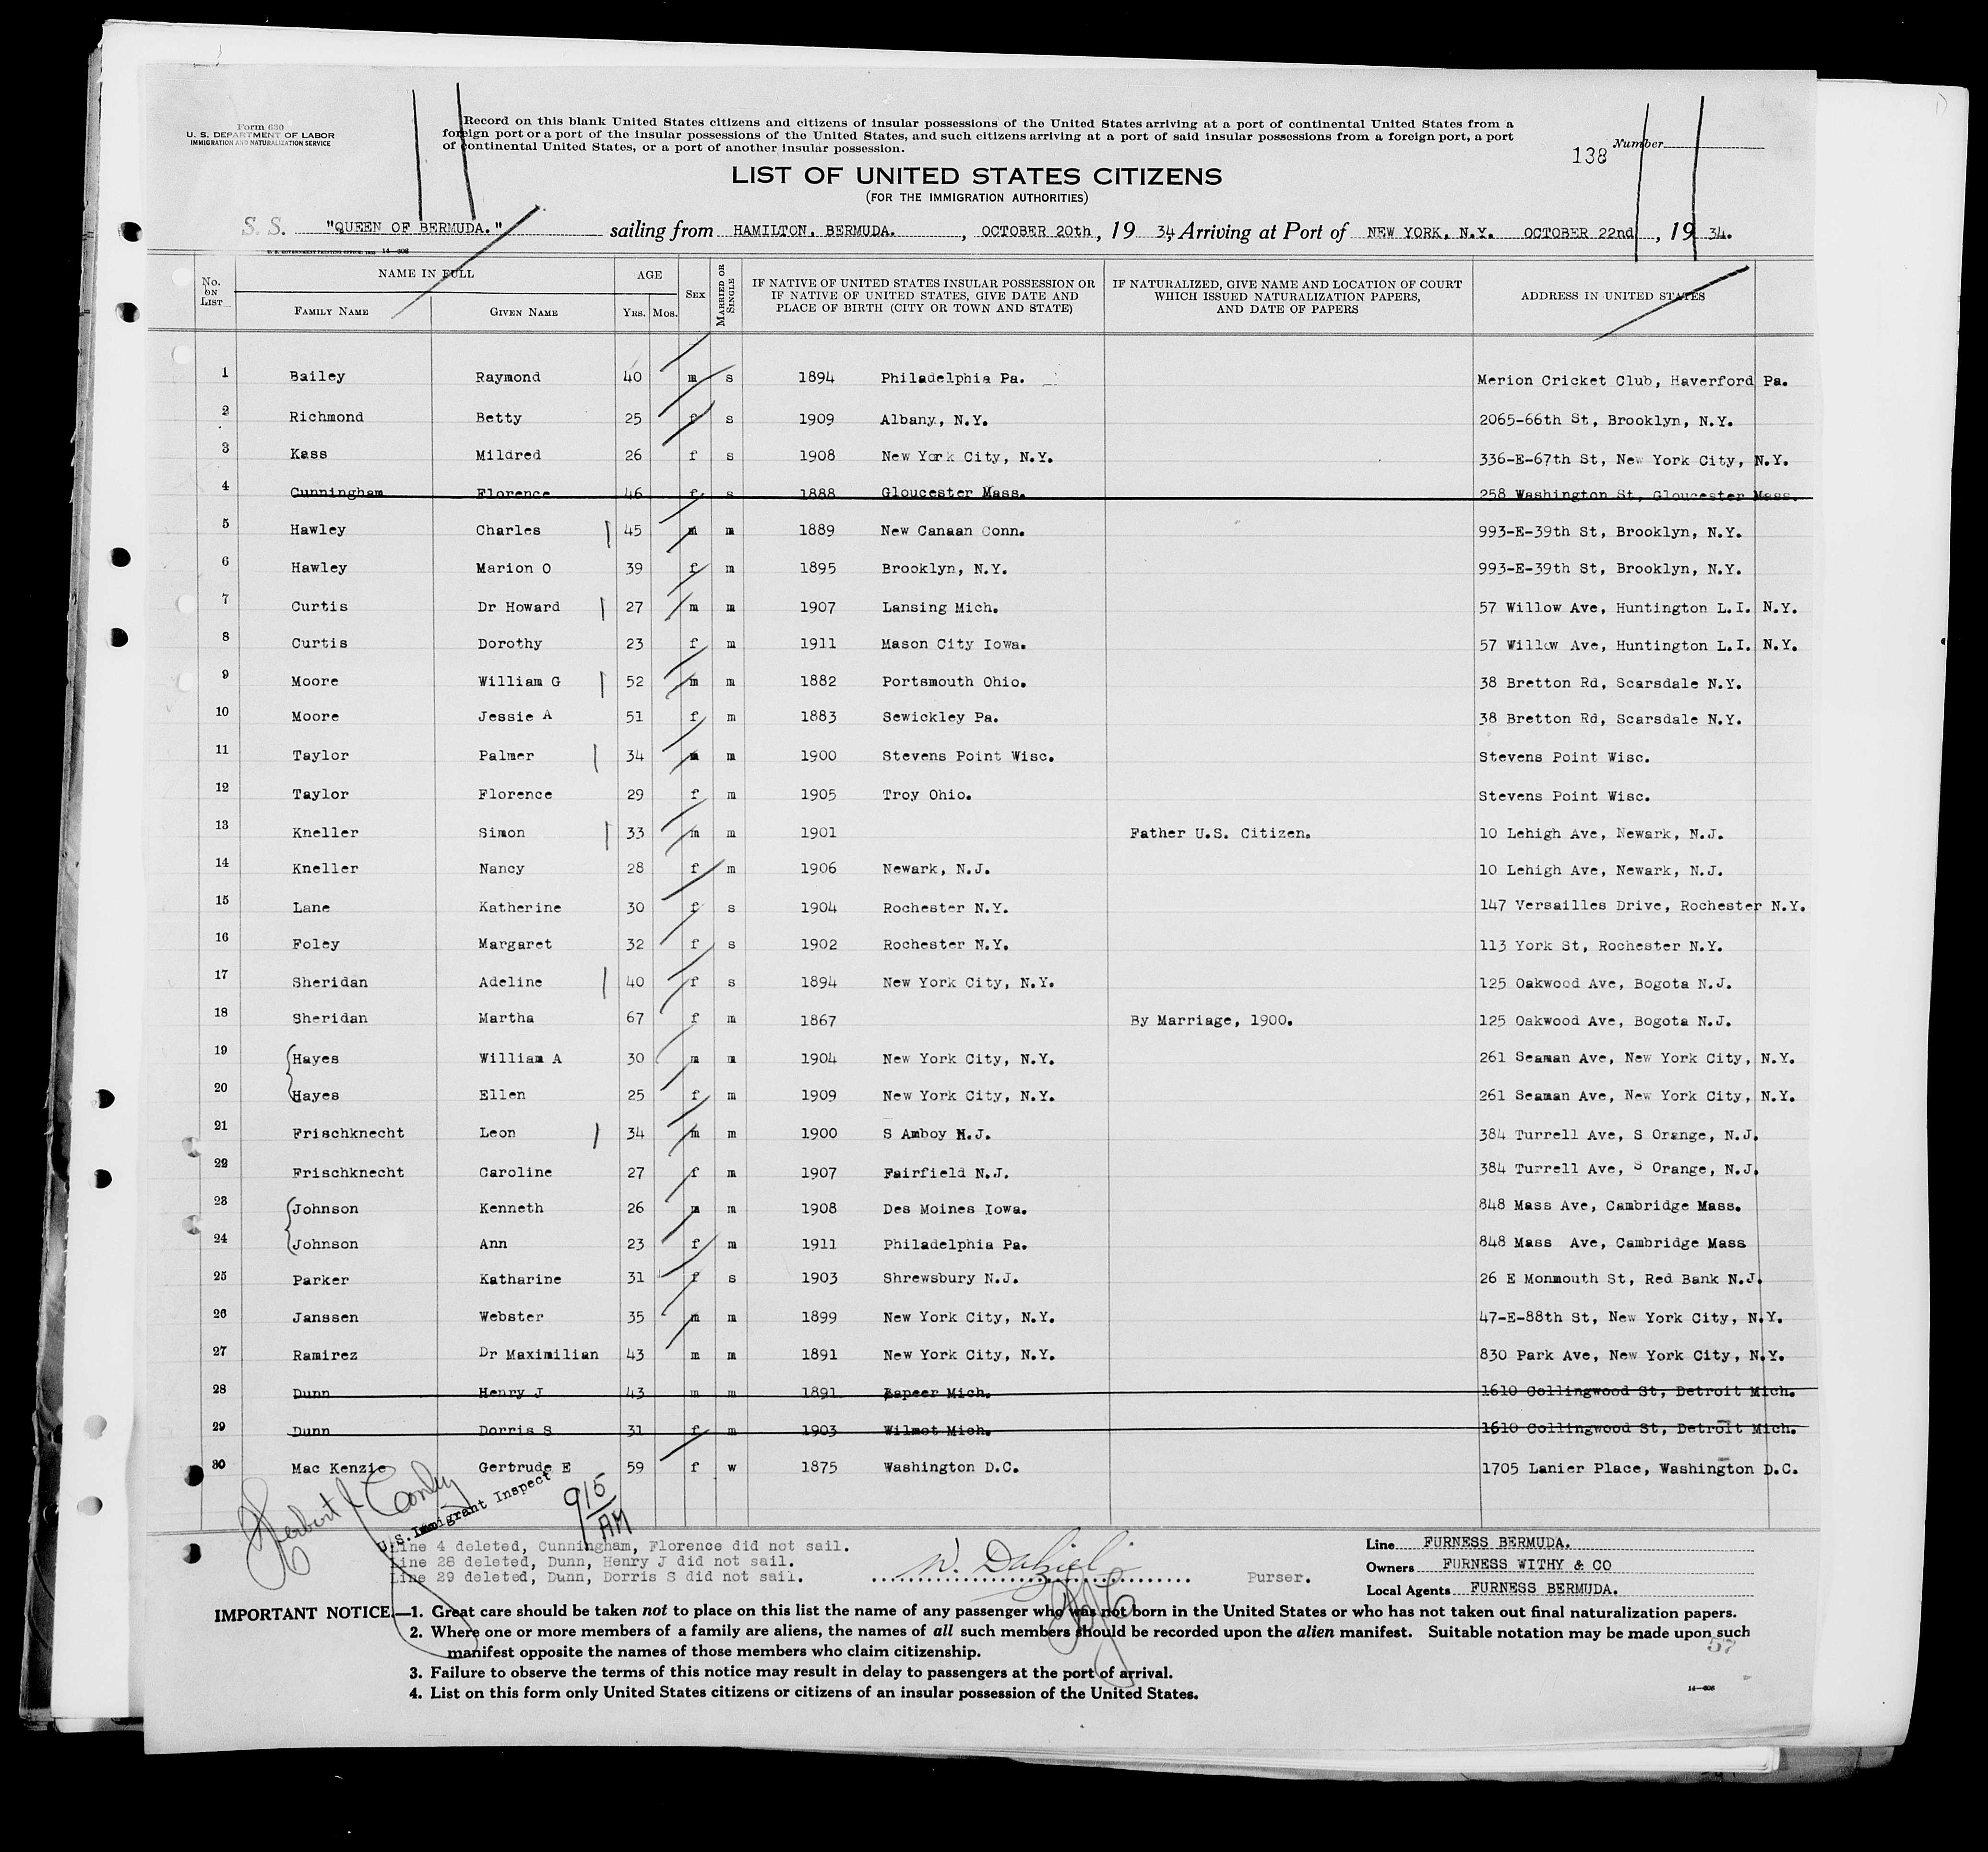 Form 630
U. S. DEPARTMENT OF LABOR
IMMIGRATION AND NATURALIZATION SERVICE
Record on this blank United States citizens and citizens of insular possessions of the United States arriving at a port of continental United States from a
foreign port or a port of the insular possessions of the United States, and such citizens arriving at a port of said insular possessions from a foreign port, a port
of continental United States, or a port of another insular possession.
138 Number
LIST OF UNITED STATES CITIZENS
(FOR THE IMMIGRATION AUTHORITIES)
S. S. "QUEEN OF BERMUDA." sailing from HAMILTON, BERMUDA. , OCTOBER 20th , 19 34, Arriving at Port of NEW YORK, N.Y. OCTOBER 22nd , 19 34.
U. S. GOVERNMENT PRINTING OFFICE: 1933 14—608
No. ON LIST NAME IN FULL FAMILY NAME GIVEN NAME AGE YRS. MOS. SEX MARRIED OR SINGLE IF NATIVE OF UNITED STATES INSULAR POSSESSION OR IF NATIVE OF UNITED STATES, GIVE DATE AND PLACE OF BIRTH (CITY OR TOWN AND STATE) IF NATURALIZED, GIVE NAME AND LOCATION OF COURT WHICH ISSUED NATURALIZATION PAPERS, AND DATE OF PAPERS ADDRESS IN UNITED STATES
1 Bailey Raymond 40 m s 1894 Philadelphia Pa. Merion Cricket Club, Haverford Pa.
2 Richmond Betty 25 f s 1909 Albany, N.Y. 2065-66th St, Brooklyn, N.Y.
3 Kass Mildred 26 f s 1908 New York City, N.Y. 336-E-67th St, New York City, N.Y.
4 Cunningham Florence 46 f s 1888 Gloucester Mass. 258 Washington St, Gloucester Mass.
5 Hawley Charles 45 m m 1889 New Canaan Conn. 993-E-39th St, Brooklyn, N.Y.
6 Hawley Marion O 39 f m 1895 Brooklyn, N.Y. 993-E-39th St, Brooklyn, N.Y.
7 Curtis Dr Howard 27 m m 1907 Lansing Mich. 57 Willow Ave, Huntington L.I. N.Y.
8 Curtis Dorothy 23 f m 1911 Mason City Iowa. 57 Willow Ave, Huntington L.I. N.Y.
9 Moore William G 52 m m 1882 Portsmouth Ohio. 38 Bretton Rd, Scarsdale N.Y.
10 Moore Jessie A 51 f m 1883 Sewickley Pa. 38 Bretton Rd, Scarsdale N.Y.
11 Taylor Palmer 34 m m 1900 Stevens Point Wisc. Stevens Point Wisc.
12 Taylor Florence 29 f m 1905 Troy Ohio. Stevens Point Wisc.
13 Kneller Simon 33 m m 1901 Father U.S. Citizen. 10 Lehigh Ave, Newark, N.J.
14 Kneller Nancy 28 f m 1906 Newark, N.J. 10 Lehigh Ave, Newark, N.J.
15 Lane Katherine 30 f s 1904 Rochester N.Y. 147 Versailles Drive, Rochester N.Y.
16 Foley Margaret 32 f s 1902 Rochester N.Y. 113 York St, Rochester N.Y.
17 Sheridan Adeline 40 f s 1894 New York City, N.Y. 125 Oakwood Ave, Bogota N.J.
18 Sheridan Martha 67 f m 1867 By Marriage, 1900. 125 Oakwood Ave, Bogota N.J.
19 Hayes William A 30 m m 1904 New York City, N.Y. 261 Seaman Ave, New York City, N.Y.
20 Hayes Ellen 25 f m 1909 New York City, N.Y. 261 Seaman Ave, New York City, N.Y.
21 Frischknecht Leon 34 m m 1900 S Amboy N.J. 384 Turrell Ave, S Orange, N.J.
22 Frischknecht Caroline 27 f m 1907 Fairfield N.J. 384 Turrell Ave, S Orange, N.J.
23 Johnson Kenneth 26 m m 1908 Des Moines Iowa. 848 Mass Ave, Cambridge Mass.
24 Johnson Ann 23 f m 1911 Philadelphia Pa. 848 Mass Ave, Cambridge Mass
25 Parker Katharine 31 f s 1903 Shrewsbury N.J. 26 E Monmouth St, Red Bank N.J.
26 Janssen Webster 35 m m 1899 New York City, N.Y. 47-E-88th St, New York City, N.Y.
27 Ramirez Dr Maximilian 43 m m 1891 New York City, N.Y. 830 Park Ave, New York City, N.Y.
28 Dunn Henry J 43 m m 1891 Lapeer Mich. 1610 Collingwood St, Detroit Mich.
29 Dunn Dorris S 31 f m 1903 Wilmot Mich. 1610 Collingwood St, Detroit Mich.
30 Mac Kenzie Gertrude E 59 f w 1875 Washington D.C. 1705 Lanier Place, Washington D.C.
Herbert J Conly
U.S. Immigrant Inspect
915 AM
Line 4 deleted, Cunningham, Florence did not sail.
Line 28 deleted, Dunn, Henry J did not sail.
Line 29 deleted, Dunn, Dorris S did not sail.
W. Dalziel Purser.
Line FURNESS BERMUDA.
Owners FURNESS WITHY & CO
Local Agents FURNESS BERMUDA.
IMPORTANT NOTICE.—1. Great care should be taken not to place on this list the name of any passenger who was not born in the United States or who has not taken out final naturalization papers.
2. Where one or more members of a family are aliens, the names of all such members should be recorded upon the alien manifest. Suitable notation may be made upon such
manifest opposite the names of those members who claim citizenship.
3. Failure to observe the terms of this notice may result in delay to passengers at the port of arrival.
4. List on this form only United States citizens or citizens of an insular possession of the United States.
57
14—608